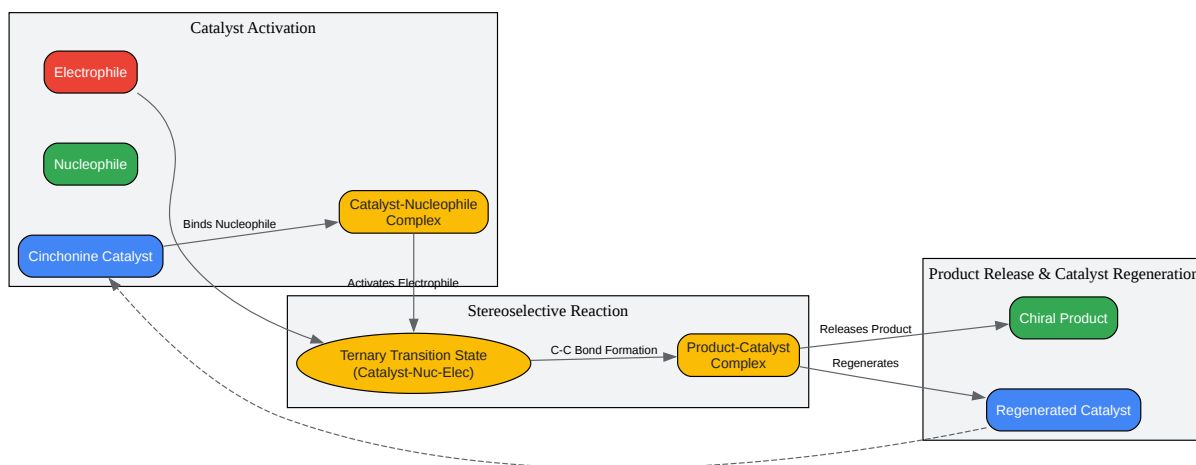 Catalyst Activation
Electrophile
Nucleophile
Catalyst-Nucleophile
Complex
Binds Nucleophile
Cinchonine Catalyst
Activates Electrophile
Stereoselective Reaction
Ternary Transition State
(Catalyst-Nuc-Elec)
C-C Bond Formation
Product-Catalyst
Complex
Product Release & Catalyst Regeneration
Releases Product
Chiral Product
Regenerates
Regenerated Catalyst